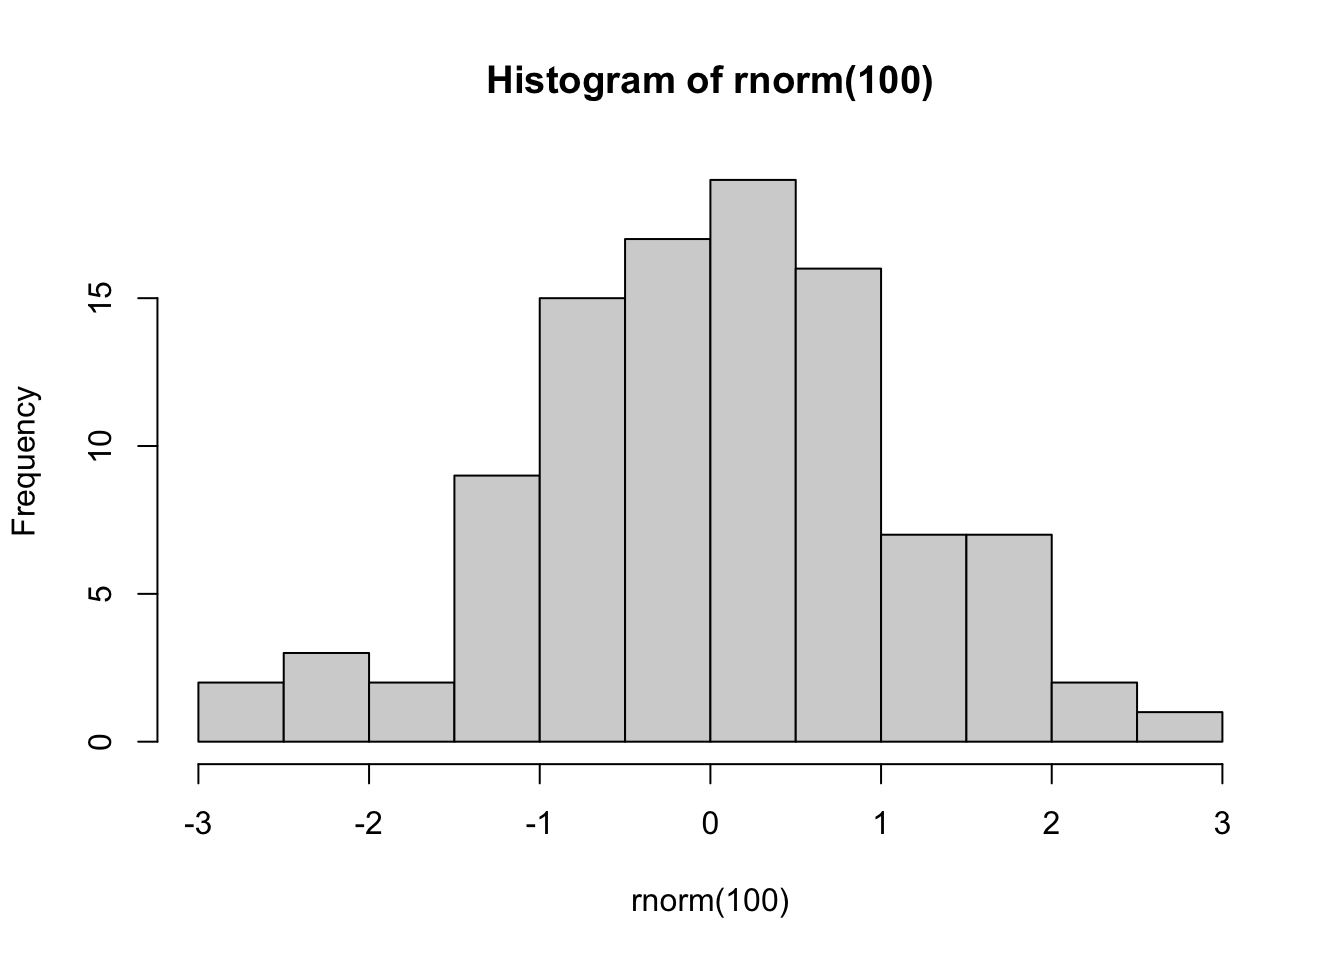 Histogram of rnorm(100)
Frequency
15
10
5
0
-3 -2 -1 0 1 2 3
rnorm(100)